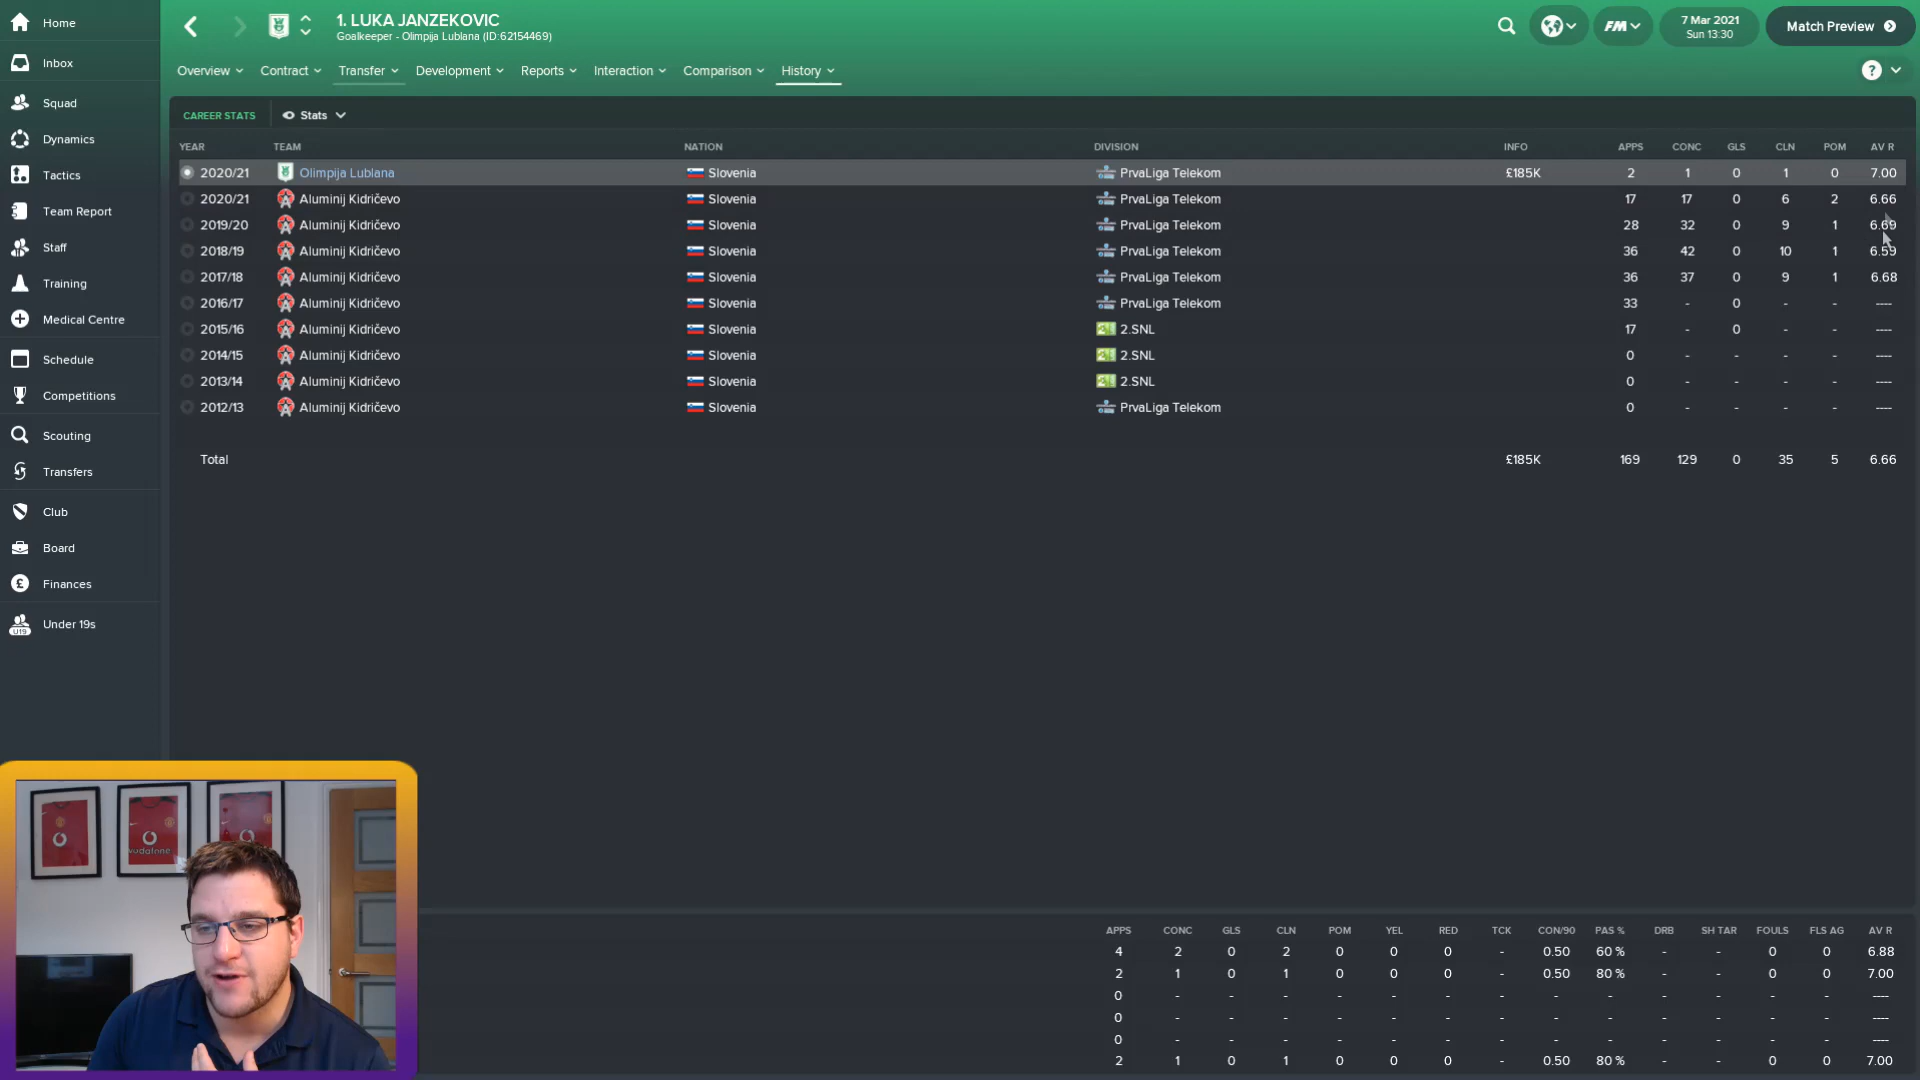 Home
Inbox
Squad
Dynamics
Tactics
Team Report
Staff
Training
Medical Centre
Schedule
Competitions
Scouting
Transfers
Club
Board
Finances
U19 Under 19s
1. LUKA JANZEKOVIC
Goalkeeper - Olimpija Lublana (ID:62154469)
FM
7 Mar 2021
Sun 13:30
Match Preview
Overview Contract Transfer Development Reports Interaction Comparison History ?
CAREER STATS Stats
YEAR TEAM NATION DIVISION INFO APPS CONC GLS CLN POM AV R
2020/21 Olimpija Lublana Slovenia PrvaLiga Telekom £185K 2 1 0 1 0 7.00
2020/21 Aluminij Kidričevo Slovenia PrvaLiga Telekom 17 17 0 6 2 6.66
2019/20 Aluminij Kidričevo Slovenia PrvaLiga Telekom 28 32 0 9 1 6.69
2018/19 Aluminij Kidričevo Slovenia PrvaLiga Telekom 36 42 0 10 1 6.59
2017/18 Aluminij Kidričevo Slovenia PrvaLiga Telekom 36 37 0 9 1 6.68
2016/17 Aluminij Kidričevo Slovenia PrvaLiga Telekom 33 - 0 - - ----
2015/16 Aluminij Kidričevo Slovenia 2.SNL 17 - 0 - - ----
2014/15 Aluminij Kidričevo Slovenia 2.SNL 0 - - - - ----
2013/14 Aluminij Kidričevo Slovenia 2.SNL 0 - - - - ----
2012/13 Aluminij Kidričevo Slovenia PrvaLiga Telekom 0 - - - - ----
Total £185K 169 129 0 35 5 6.66
vodafone
APPS CONC GLS CLN POM YEL RED TCK CON/90 PAS % DRB SH TAR FOULS FLS AG AV R
4 2 0 2 0 0 0 - 0.50 60 % - - 0 0 6.88
2 1 0 1 0 0 0 - 0.50 80 % - - 0 0 7.00
0 - - - - - - - - - - - - - ----
0 - - - - - - - - - - - - - ----
0 - - - - - - - - - - - - - ----
2 1 0 1 0 0 0 - 0.50 80 % - - 0 0 7.00